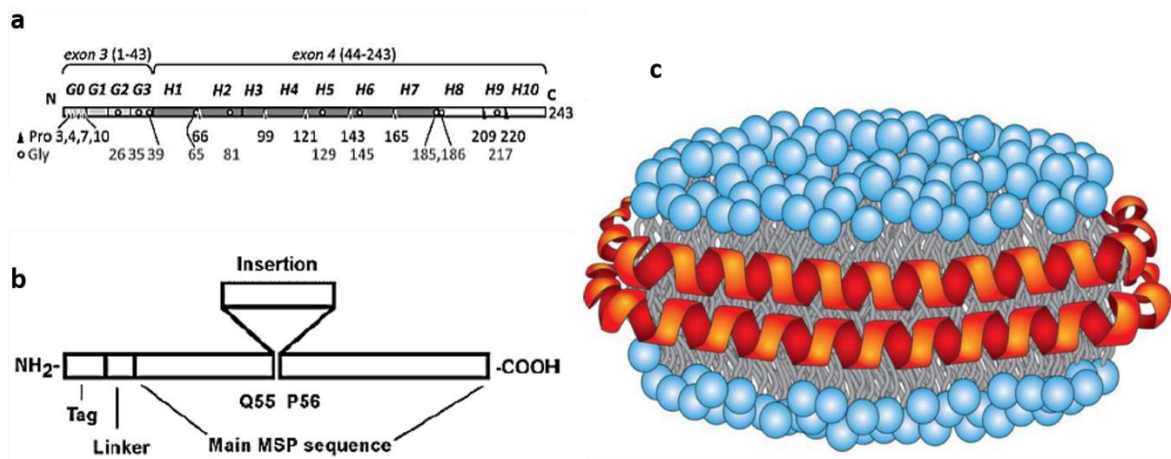 a
exon 3 (1-43) exon 4 (44-243)
G0 G1 G2 G3 H1 H2 H3 H4 H5 H6 H7 H8 H9 H10
N C
243
Pro 3,4,7,10 66 99 121 143 165 209 220
Gly 26 35 39 65 81 129 145 185,186 217
b
Insertion
NH2- -COOH
Q55 P56
Tag
Linker
Main MSP sequence
c